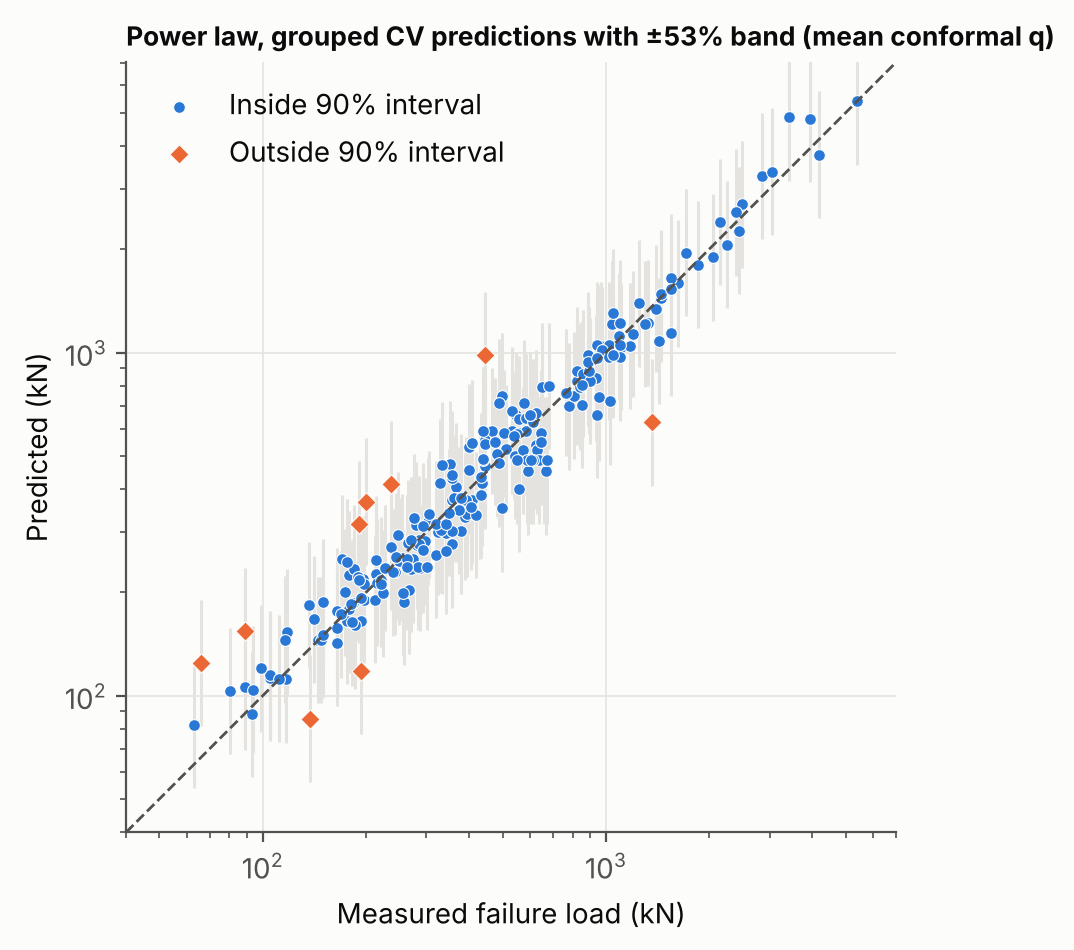 Power law, grouped CV predictions with ±53% band (mean conformal q)
Inside 90% interval
Outside 90% interval
Predicted (kN)
10³
10²
10²
10³
Measured failure load (kN)